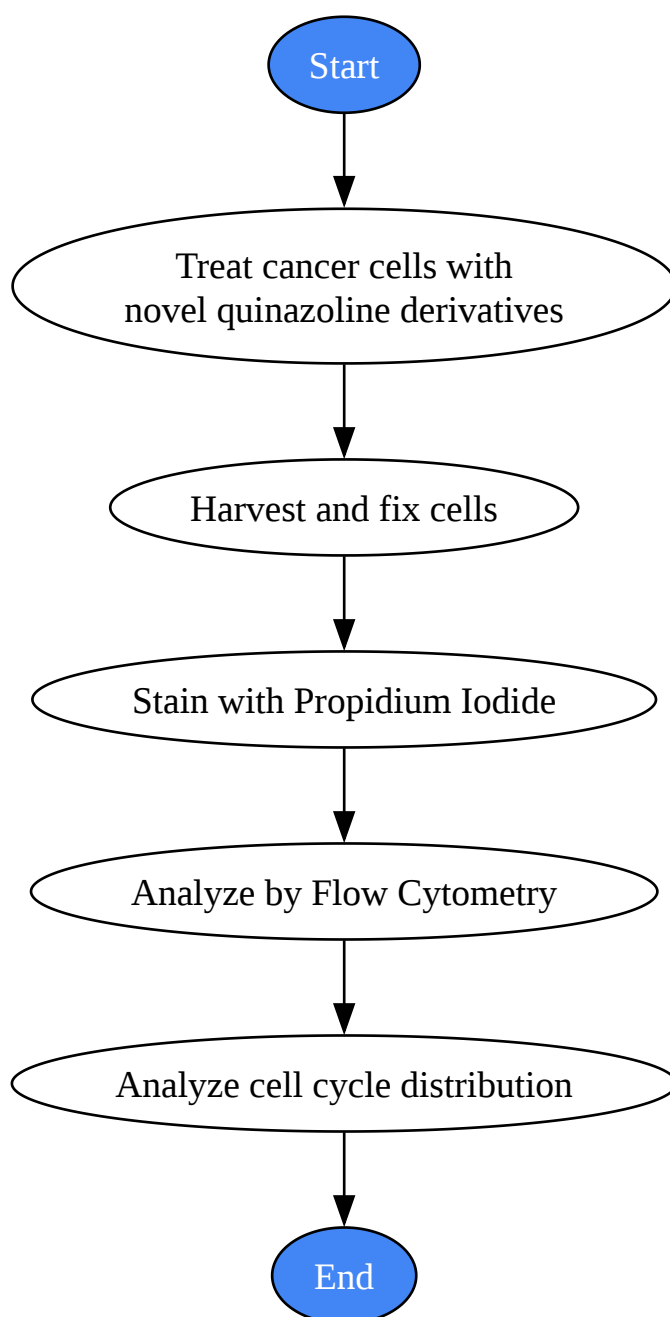 Start
Treat cancer cells with
novel quinazoline derivatives
Harvest and fix cells
Stain with Propidium Iodide
Analyze by Flow Cytometry
Analyze cell cycle distribution
End